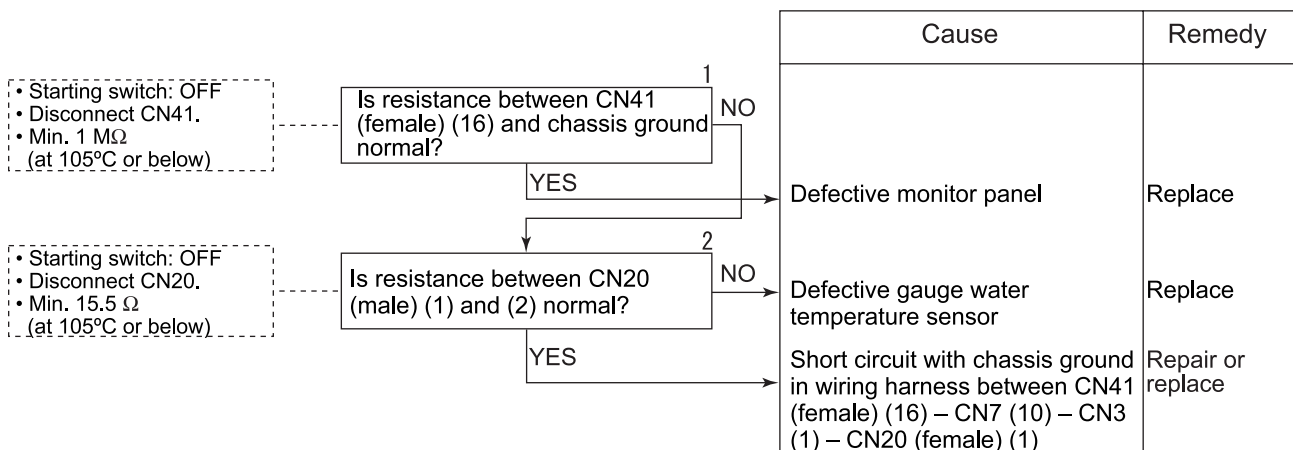 Cause
Remedy
1
• Starting switch: OFF
• Disconnect CN41.
• Min. 1 MΩ
(at 105ºC or below)
Is resistance between CN41
(female) (16) and chassis ground
normal?
NO
YES
Defective monitor panel
Replace
2
• Starting switch: OFF
• Disconnect CN20.
• Min. 15.5 Ω
(at 105ºC or below)
Is resistance between CN20
(male) (1) and (2) normal?
NO
Defective gauge water
temperature sensor
Replace
YES
Short circuit with chassis ground
in wiring harness between CN41
(female) (16) – CN7 (10) – CN3
(1) – CN20 (female) (1)
Repair or
replace